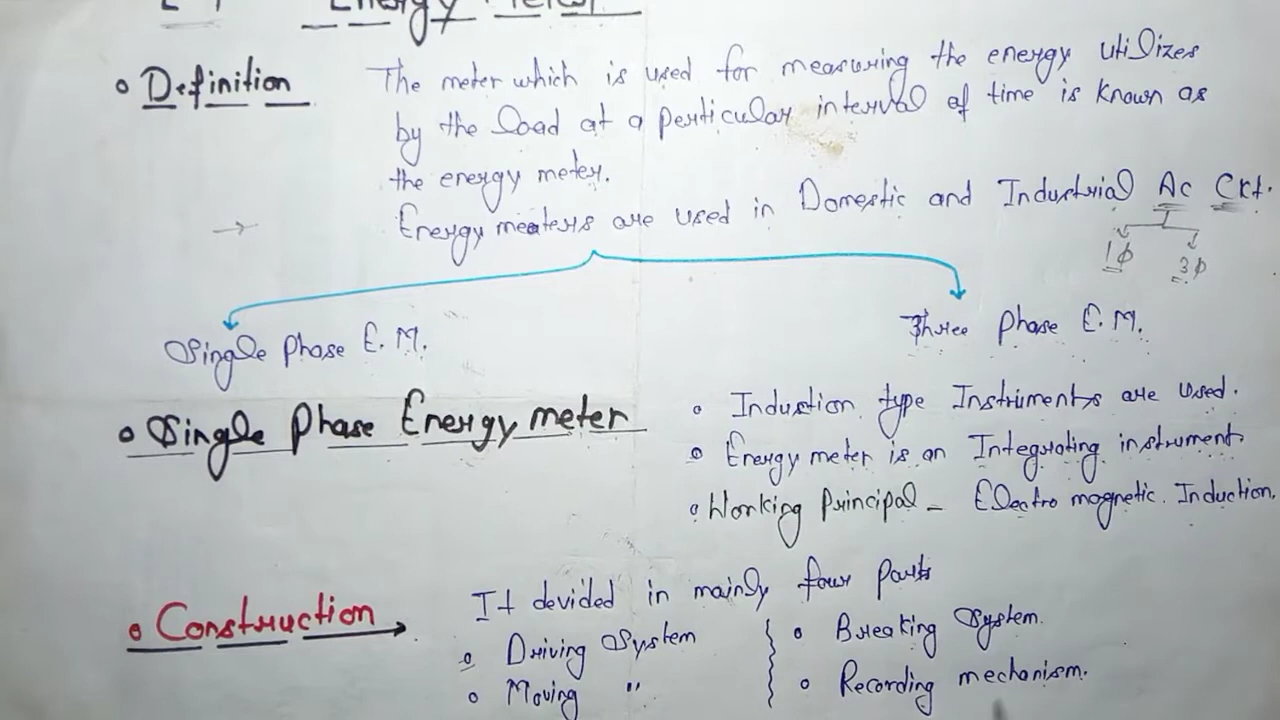 Energy Meter
• Definition The meter which is used for measuring the energy Utilizes
by the load at a perticular interval of time is known as
the energy meter.
→ Energy meaters are used in Domestic and Industrial Ac Ckt.
1ϕ 3ϕ
Single Phase E.M. Three Phase E.M.
• Single Phase Energy meter
• Industion type Instruments are used.
• Energy meter is an Integrating instrument.
• Working Principal - Electro magnetic Induction.
• Construction → It devided in mainly four Parts
• Driving System
• Moving "
• Breaking System.
• Recording mechanism.